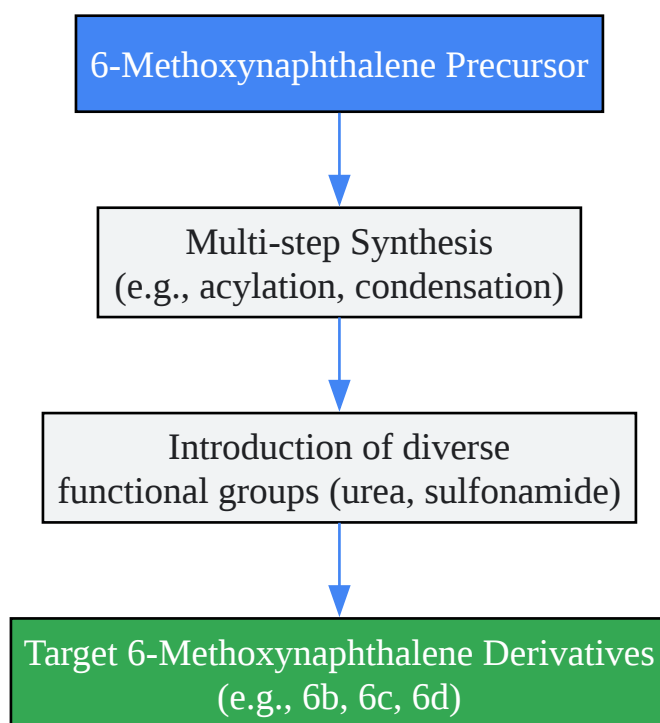 6-Methoxynaphthalene Precursor
Multi-step Synthesis
(e.g., acylation, condensation)
Introduction of diverse
functional groups (urea, sulfonamide)
Target 6-Methoxynaphthalene Derivatives
(e.g., 6b, 6c, 6d)